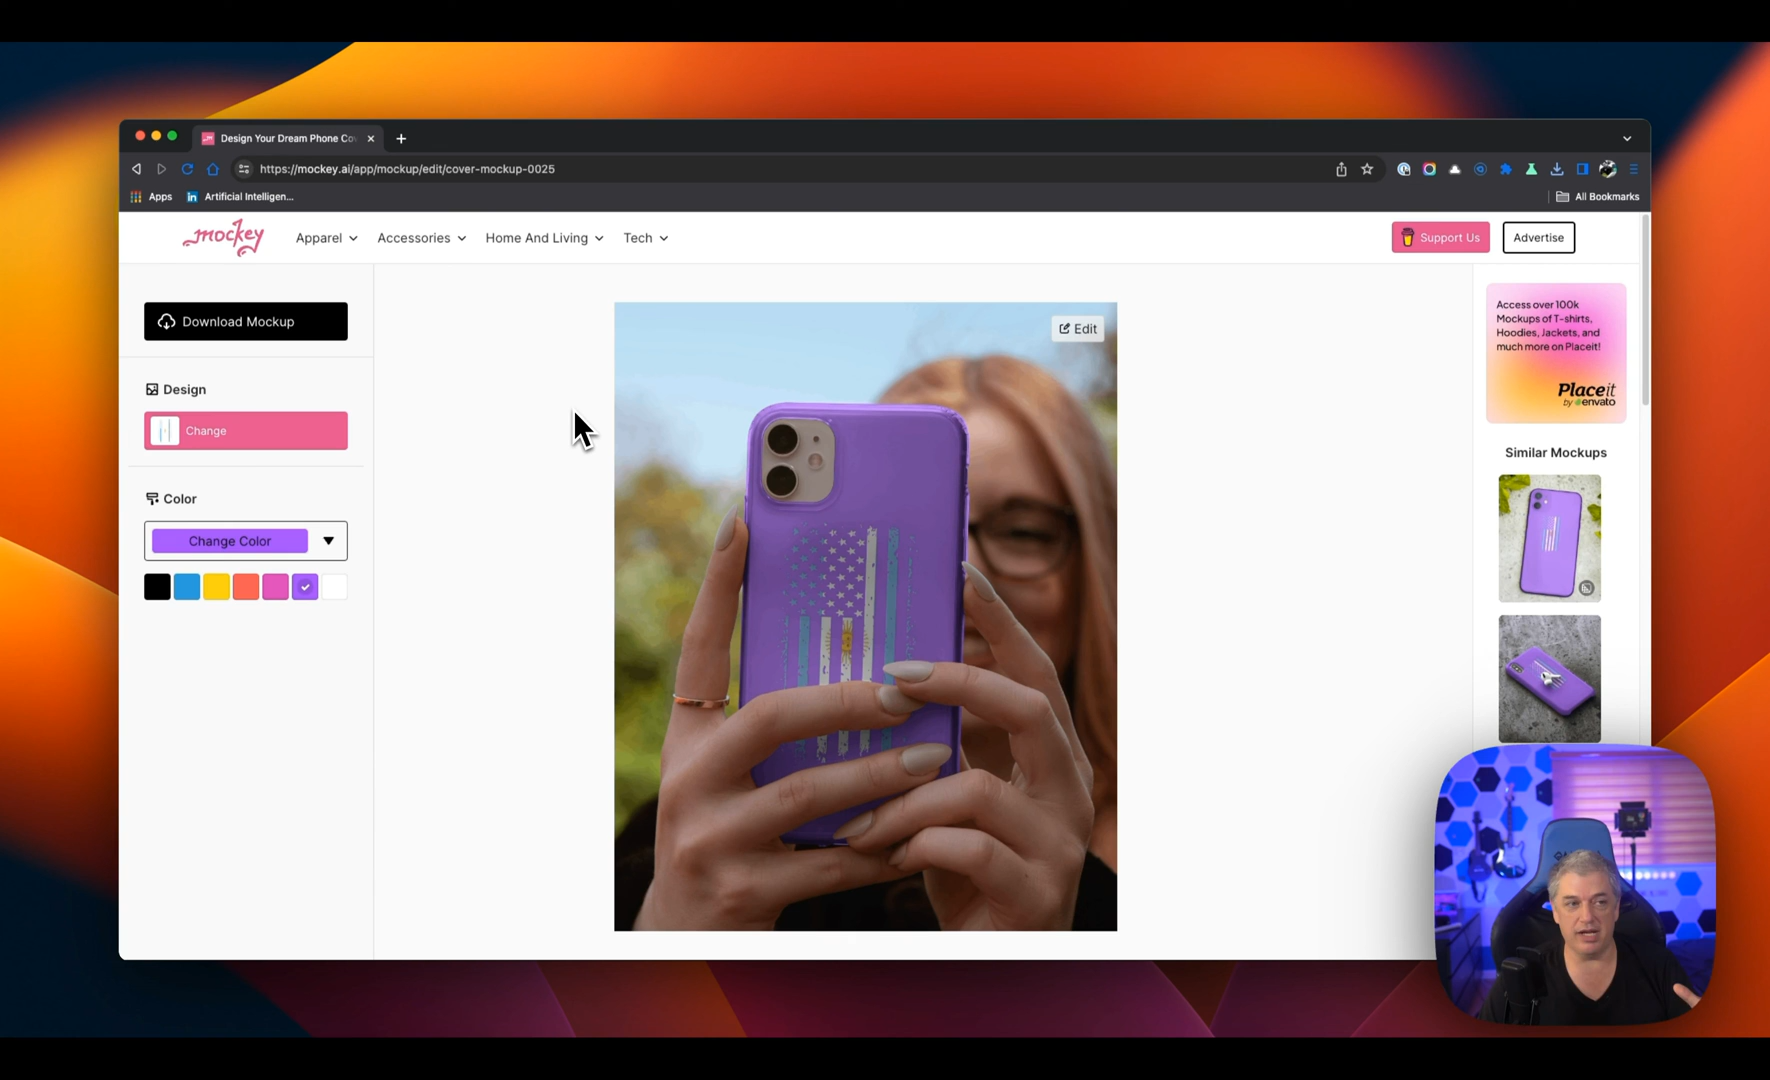 Design Your Dream Phone Co
https://mockey.ai/app/mockup/edit/cover-mockup-0025
Apps
in
Artificial Intelligen...
All Bookmarks
mockey
Apparel
Accessories
Home And Living
Tech
Support Us
Advertise
Download Mockup
Design
Change
Color
Change Color
Edit
Access over 100k
Mockups of T-shirts,
Hoodies, Jackets, and
much more on Placeit!
Placeit
by envato
Similar Mockups